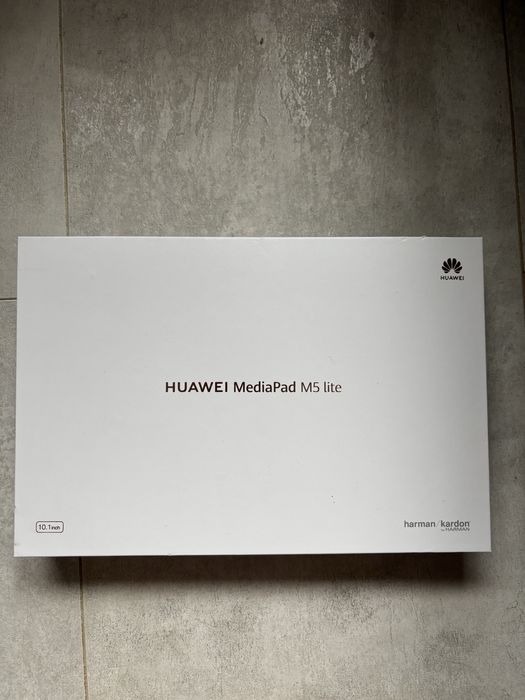 HUAWEI
HUAWEI MediaPad M5 lite
10.1inch
harman/kardon
by HARMAN